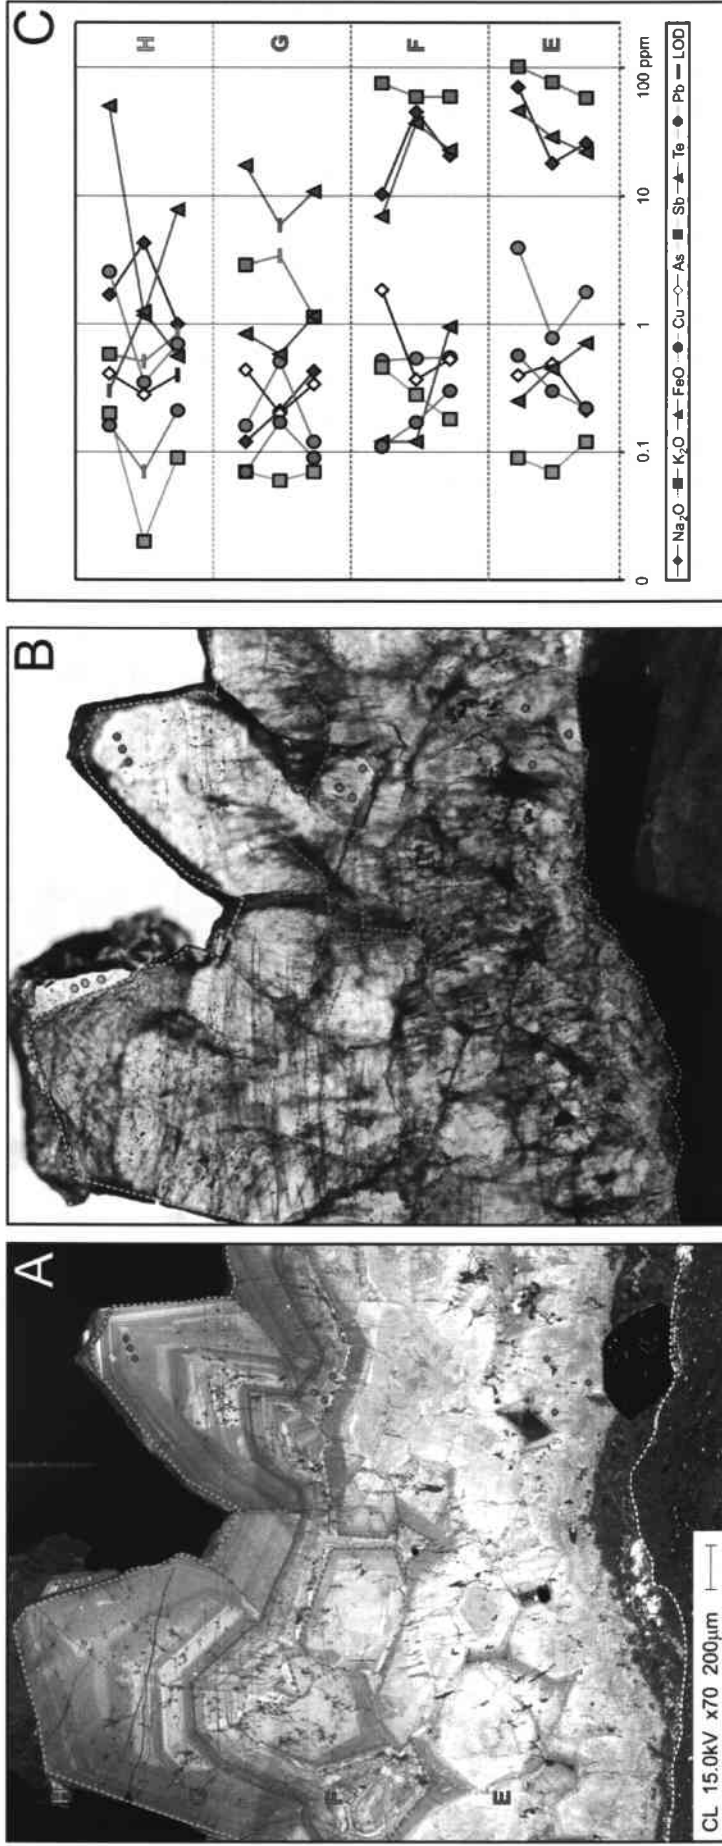 A
H
G
F
E
CL 15.0kV x70 200µm
B
C
H
G
F
E
0
0.1
1
10
100 ppm
Na₂O K₂O FeO Cu As Sb Te Pb LOD